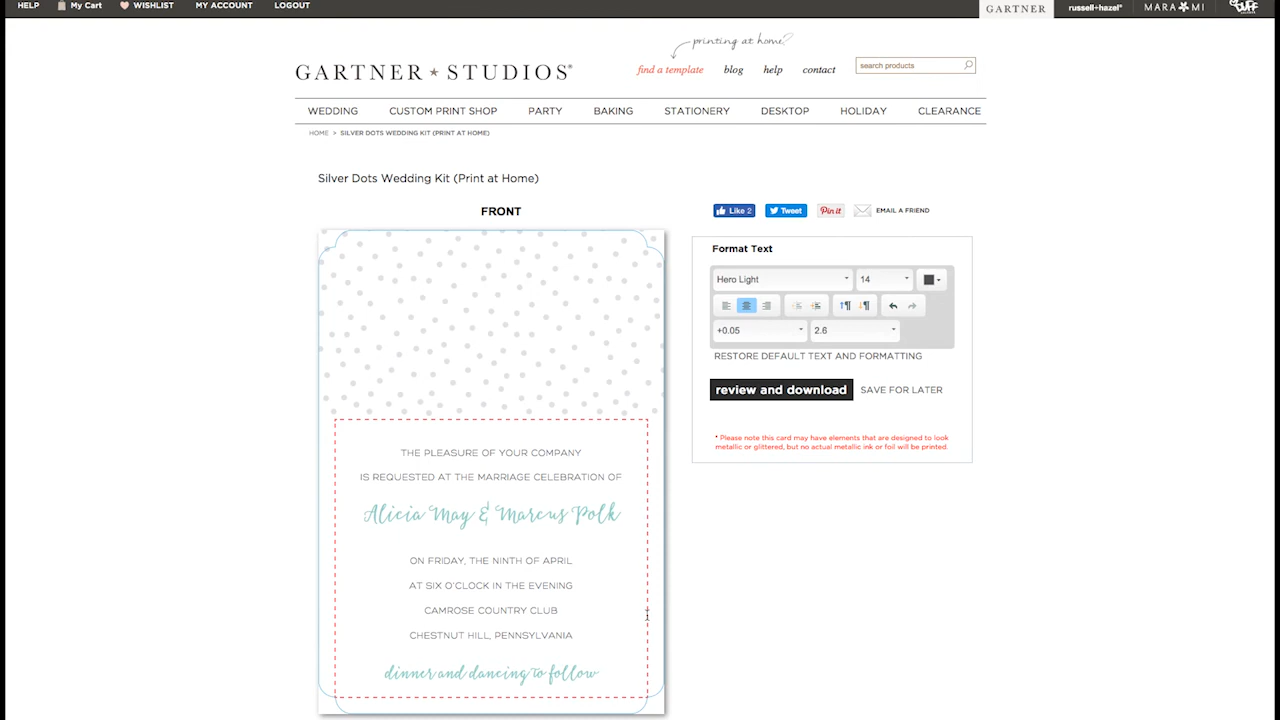 HELP My Cart WISHLIST MY ACCOUNT LOGOUT GARTNER russell+hazel MARA MI
printing at home?
GARTNER STUDIOS find a template blog help contact search products
WEDDING CUSTOM PRINT SHOP PARTY BAKING STATIONERY DESKTOP HOLIDAY CLEARANCE
HOME > SILVER DOTS WEDDING KIT (PRINT AT HOME)
Silver Dots Wedding Kit (Print at Home)
FRONT
Like 2 Tweet Pin it EMAIL A FRIEND
Format Text
Hero Light 14
+0.05 2.6
RESTORE DEFAULT TEXT AND FORMATTING
review and download SAVE FOR LATER
* Please note this card may have elements that are designed to look
metallic or glittered, but no actual metallic ink or foil will be printed.
THE PLEASURE OF YOUR COMPANY
IS REQUESTED AT THE MARRIAGE CELEBRATION OF
Alicia May & Marcus Polk
ON FRIDAY, THE NINTH OF APRIL
AT SIX O'CLOCK IN THE EVENING
CAMROSE COUNTRY CLUB
CHESTNUT HILL, PENNSYLVANIA
dinner and dancing to follow